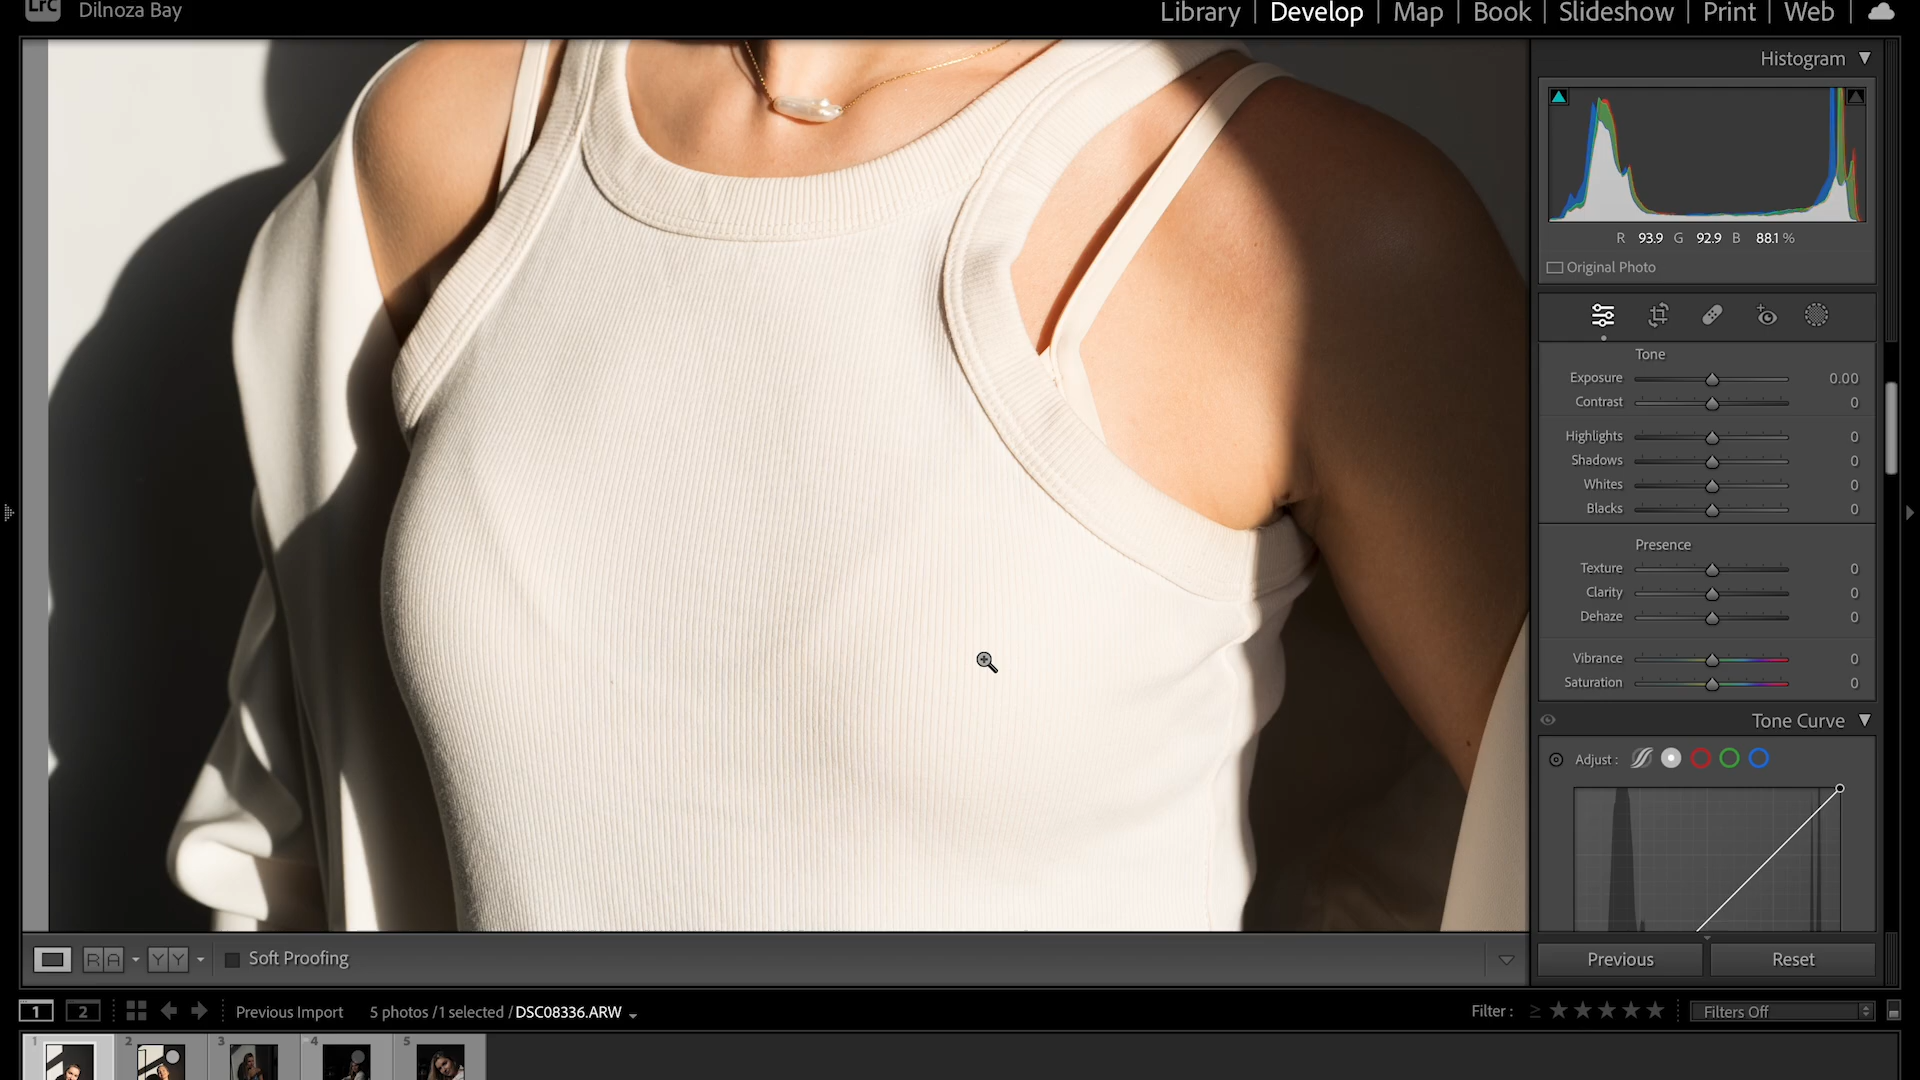 LrC
Dilnoza Bay
Library | Develop | Map | Book | Slideshow | Print | Web |
Histogram
R 93.9 G 92.9 B 88.1 %
Original Photo
Tone
Exposure 0.00
Contrast 0
Highlights 0
Shadows 0
Whites 0
Blacks 0
Presence
Texture 0
Clarity 0
Dehaze 0
Vibrance 0
Saturation 0
Tone Curve
Adjust :
R A Y Y Soft Proofing
Previous Reset
1 2 Previous Import 5 photos /1 selected / DSC08336.ARW Filter : ≥ ★★★★★ Filters Off
1 2 3 4 5